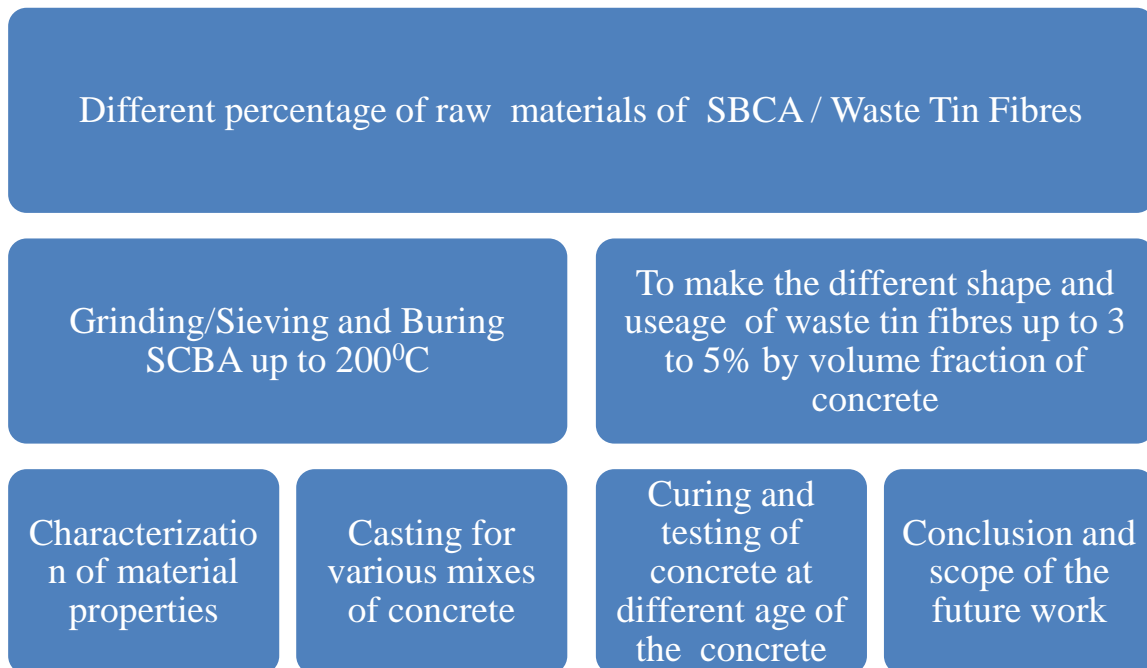 Different percentage of raw materials of SBCA / Waste Tin Fibres
Grinding/Sieving and Buring
SCBA up to 200⁰C
To make the different shape and
useage of waste tin fibres up to 3
to 5% by volume fraction of
concrete
Characterizatio
n of material
properties
Casting for
various mixes
of concrete
Curing and
testing of
concrete at
different age of
the concrete
Conclusion and
scope of the
future work